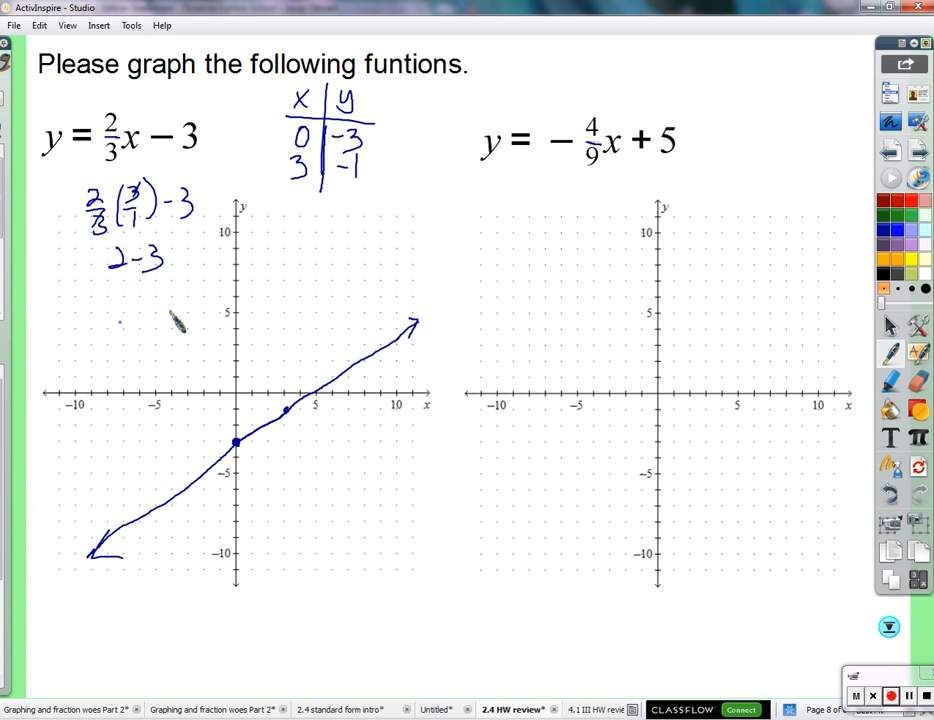 ActivInspire - Studio
File Edit View Insert Tools Help
Please graph the following funtions.
x y
0 -3
3 -1
y = 2/3 x − 3
2/3 (3/1) - 3
2 - 3
y = − 4/9 x + 5
y
10
5
-10 -5 5 10 x
-5
-10
y
10
5
-10 -5 5 10 x
-5
-10
T π
M
Graphing and fraction woes Part 2* Graphing and fraction woes Part 2* 2.4 standard form intro* Untitled* 2.4 HW review* 4.1 III HW revie CLASSFLOW Connect Page 8 of